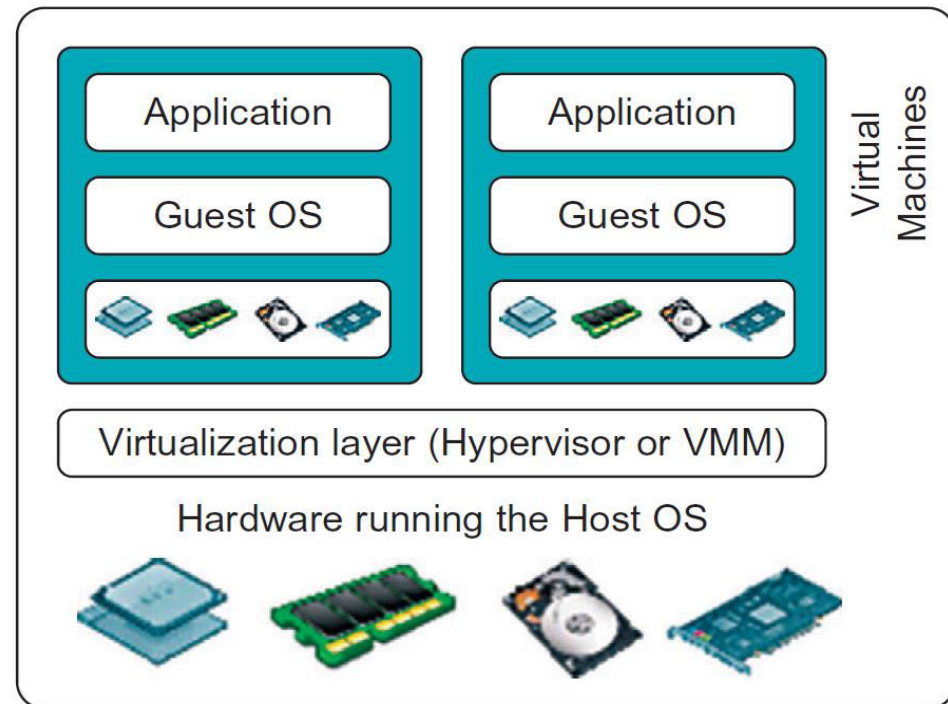 Application
Guest OS
Application
Guest OS
Virtual
Machines
Virtualization layer (Hypervisor or VMM)
Hardware running the Host OS